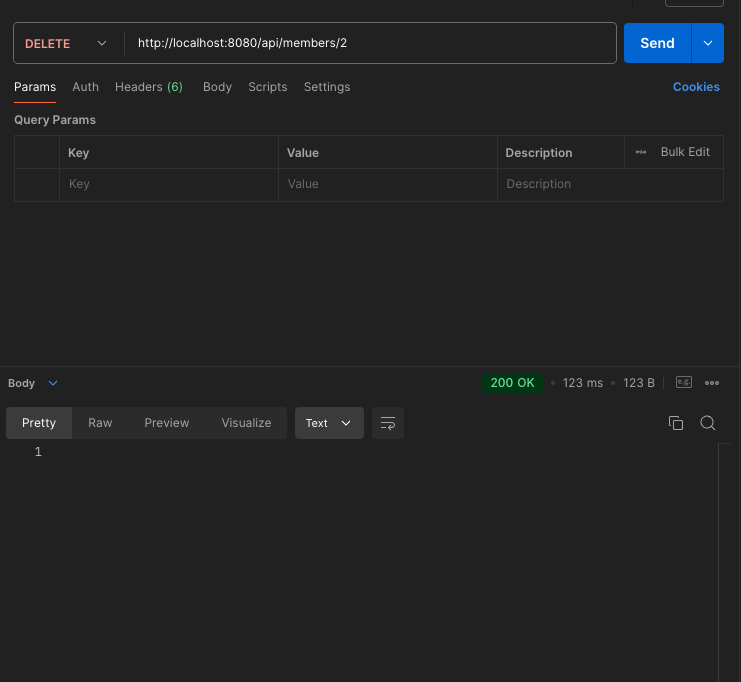 DELETE http://localhost:8080/api/members/2 Send
Params Auth Headers (6) Body Scripts Settings Cookies
Query Params
Key Value Description Bulk Edit
Key Value Description
Body 200 OK • 123 ms • 123 B e.g.
Pretty Raw Preview Visualize Text
1